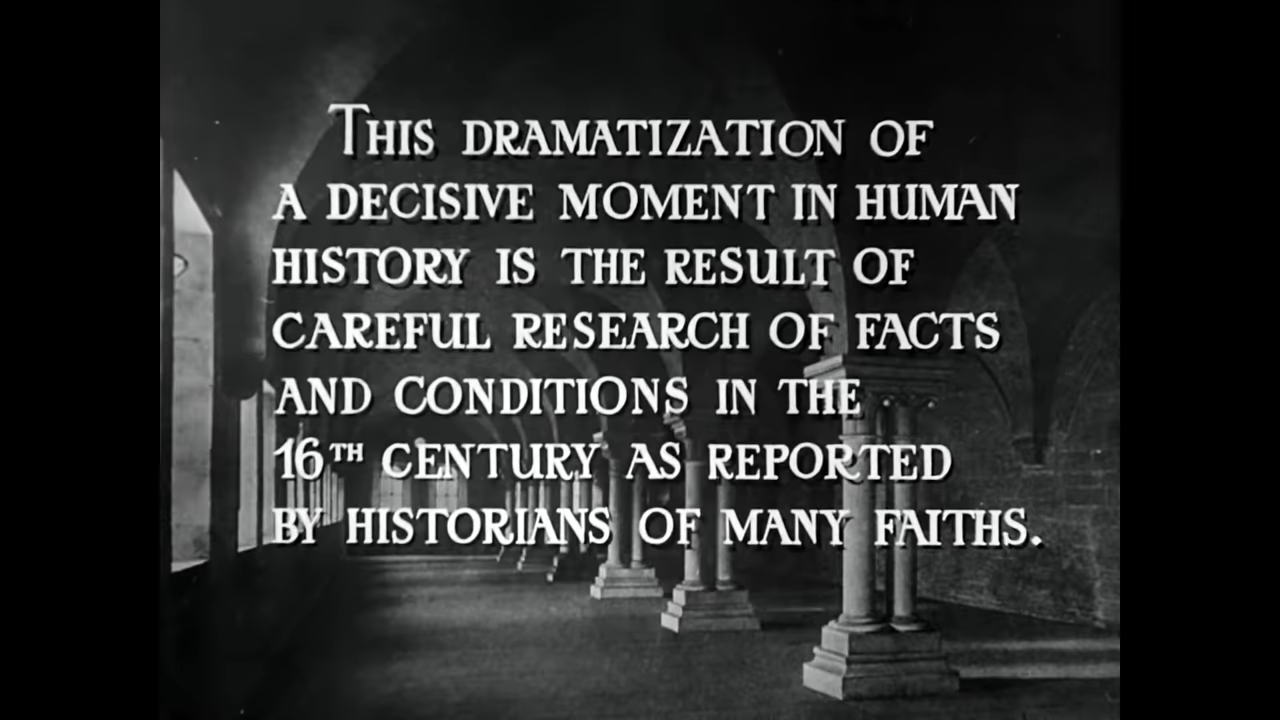 THIS DRAMATIZATION OF
A DECISIVE MOMENT IN HUMAN
HISTORY IS THE RESULT OF
CAREFUL RESEARCH OF FACTS
AND CONDITIONS IN THE
16TH CENTURY AS REPORTED
BY HISTORIANS OF MANY FAITHS.